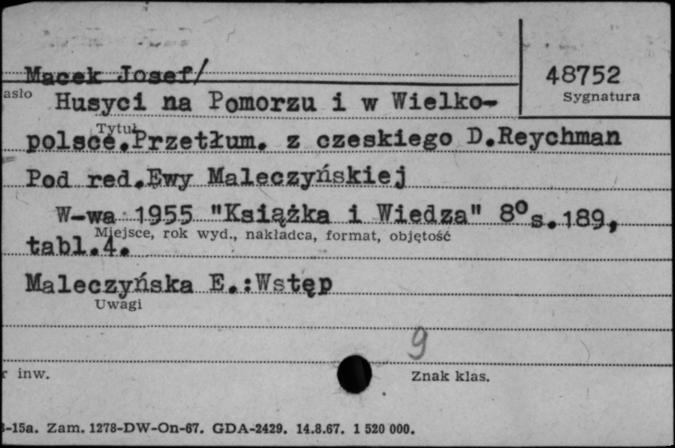 Macek Josef/
48752
asło
Sygnatura
Husyci na Pomorzu i w Wielko-
Tytuł
polsce.Przetłum. z czeskiego D.Reychman
Pod red.Ewy Maleczyńskiej
W-wa 1955 "Książka i Wiedza" 8° s.189,
Miejsce, rok wyd., nakładca, format, objętość
tabl.4.
Maleczyńska E.:Wstęp
Uwagi
9
r inw.
Znak klas.
-15a. Zam. 1278-DW-On-67. GDA-2429. 14.8.67. 1 520 000.